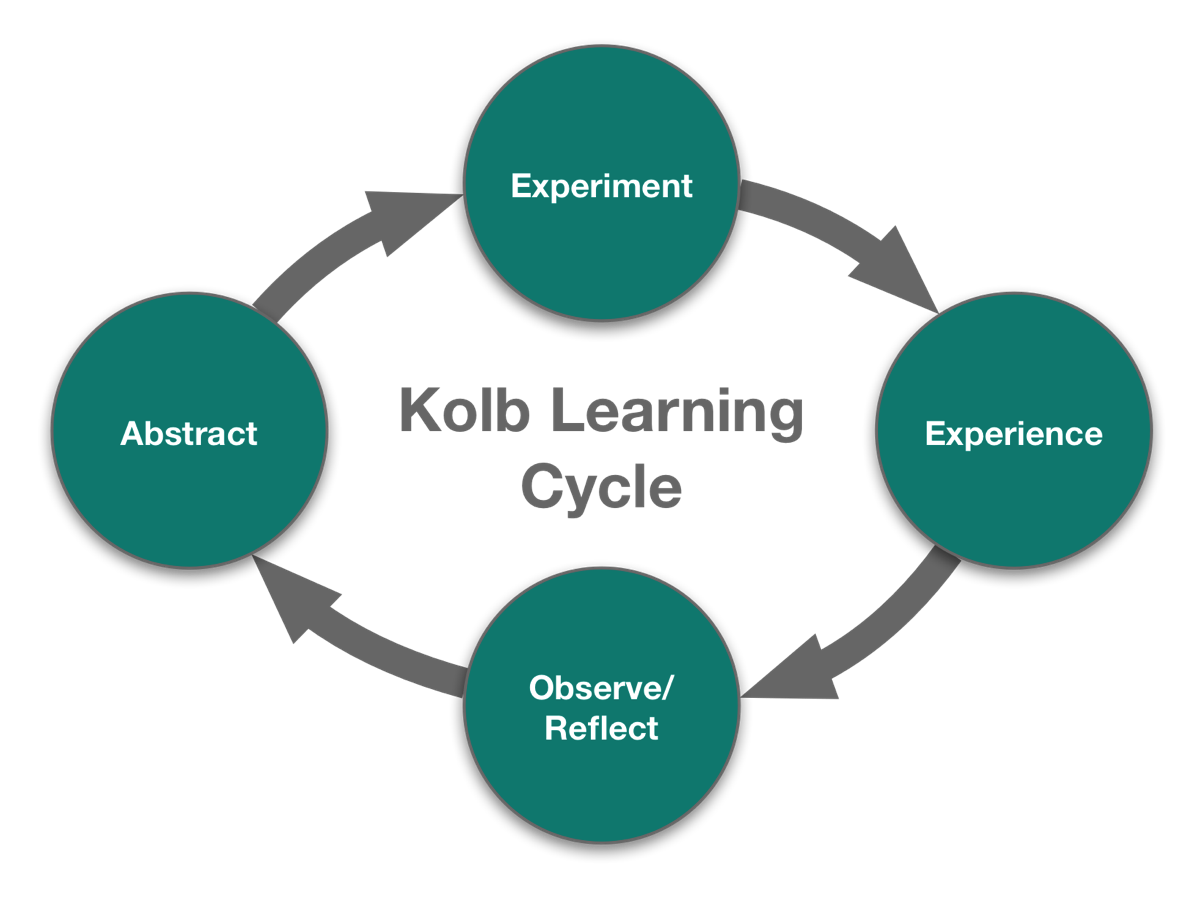 Experiment
Kolb Learning
Cycle
Abstract
Experience
Observe/
Reflect